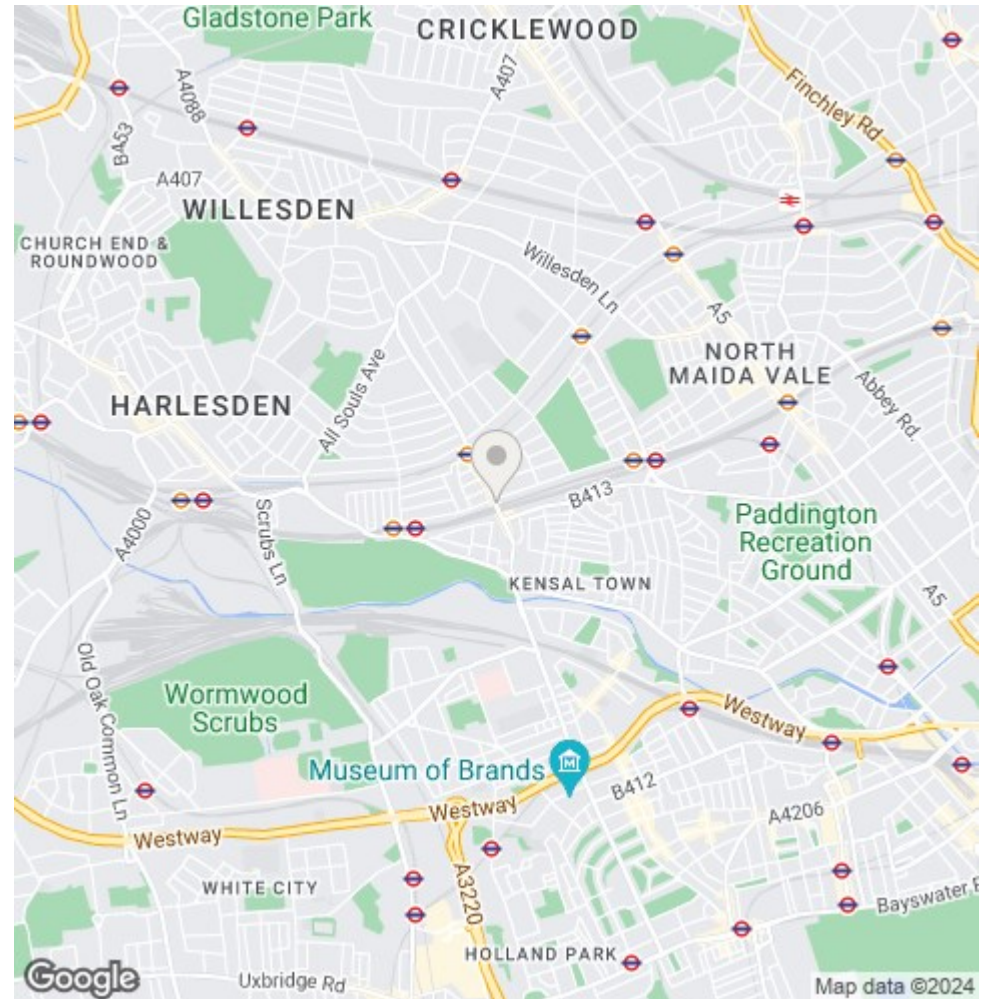 Gladstone Park
CRICKLEWOOD
A407
Finchley Rd
A4088
B453
A407
WILLESDEN
CHURCH END &
ROUNDWOOD
Willesden Ln
A5
NORTH
MAIDA VALE
Abbey Rd.
All Souls Ave
HARLESDEN
B413
A4000
Scrubs Ln
Paddington
Recreation
Ground
KENSAL TOWN
A5
Old Oak Common Ln
Wormwood
Scrubs
Westway
Museum of Brands
M
B412
Westway
A4206
Westway
WHITE CITY
A3220
Bayswater
HOLLAND PARK
Uxbridge Rd
Google
Map data ©2024